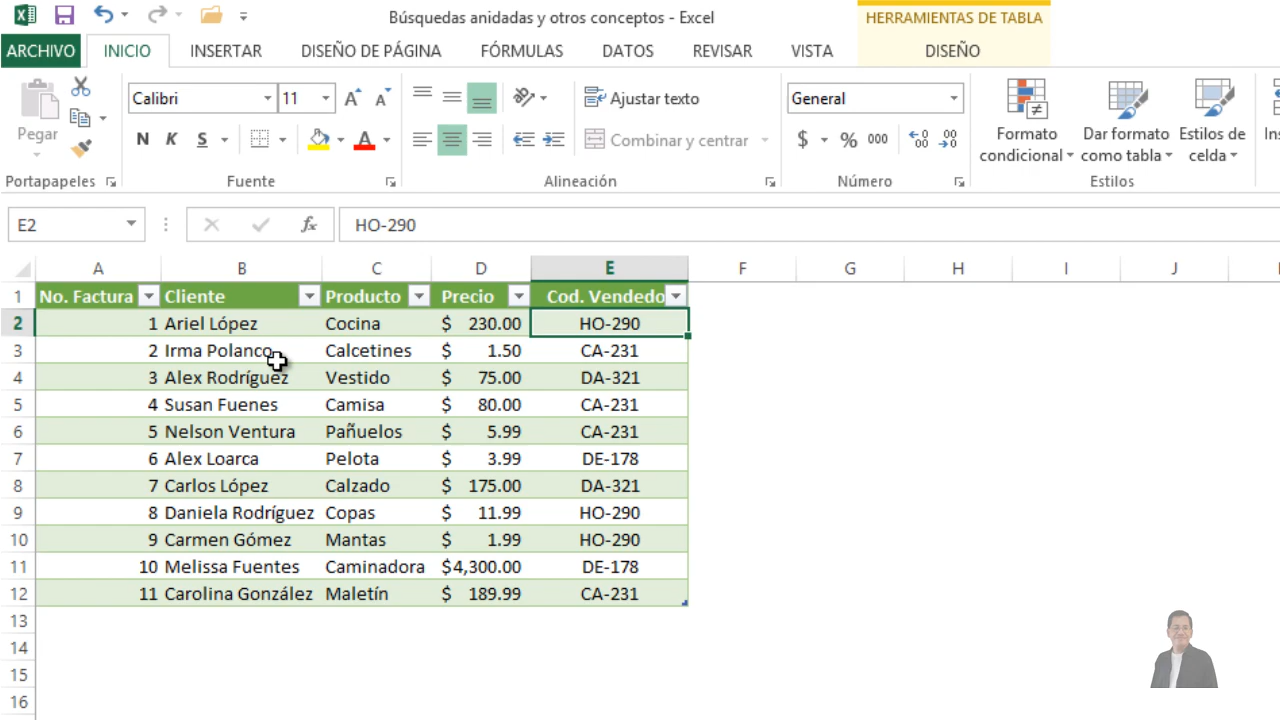 Búsquedas anidadas y otros conceptos - Excel
HERRAMIENTAS DE TABLA
ARCHIVO INICIO INSERTAR DISEÑO DE PÁGINA FÓRMULAS DATOS REVISAR VISTA DISEÑO
Pegar
Calibri 11
Ajustar texto
General
N K S A
Combinar y centrar
$ % 000
Formato condicional
Dar formato como tabla
Estilos de celda
Portapapeles Fuente Alineación Número Estilos
E2 fx HO-290
A B C D E F G H I J
1 No. Factura Cliente Producto Precio Cod. Vendedo
2 1 Ariel López Cocina $ 230.00 HO-290
3 2 Irma Polanco Calcetines $ 1.50 CA-231
4 3 Alex Rodríguez Vestido $ 75.00 DA-321
5 4 Susan Fuenes Camisa $ 80.00 CA-231
6 5 Nelson Ventura Pañuelos $ 5.99 CA-231
7 6 Alex Loarca Pelota $ 3.99 DE-178
8 7 Carlos López Calzado $ 175.00 DA-321
9 8 Daniela Rodríguez Copas $ 11.99 HO-290
10 9 Carmen Gómez Mantas $ 1.99 HO-290
11 10 Melissa Fuentes Caminadora $4,300.00 DE-178
12 11 Carolina González Maletín $ 189.99 CA-231
13
14
15
16